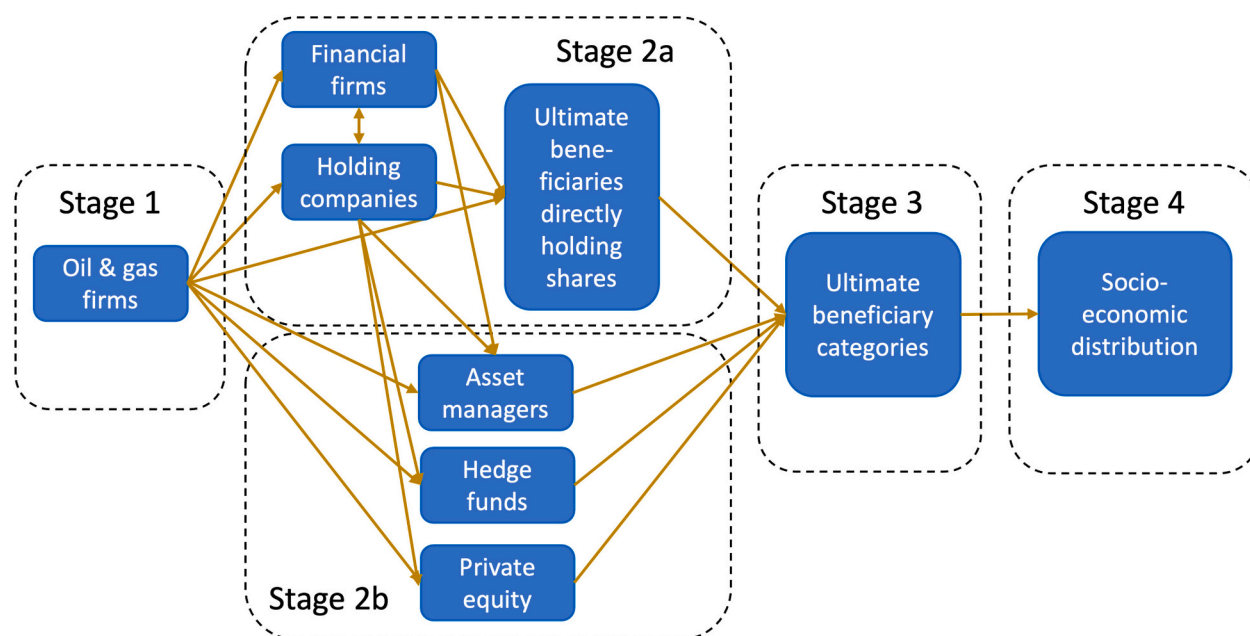 Stage 1
Oil & gas
firms
Stage 2a
Financial
firms
Holding
companies
Ultimate
bene-
ficiaries
directly
holding
shares
Stage 2b
Asset
managers
Hedge
funds
Private
equity
Stage 3
Ultimate
beneficiary
categories
Stage 4
Socio-
economic
distribution